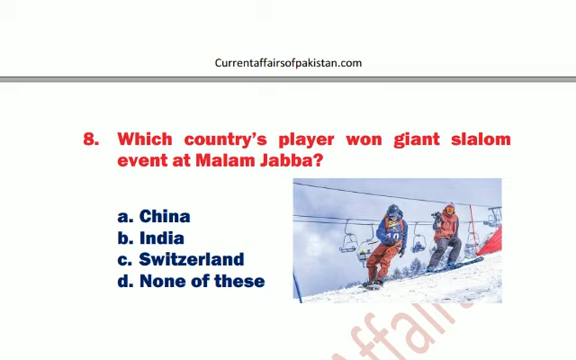 Currentaffairsofpakistan.com
8. Which country's player won giant slalom
event at Malam Jabba?
a. China
b. India
c. Switzerland
d. None of these
10